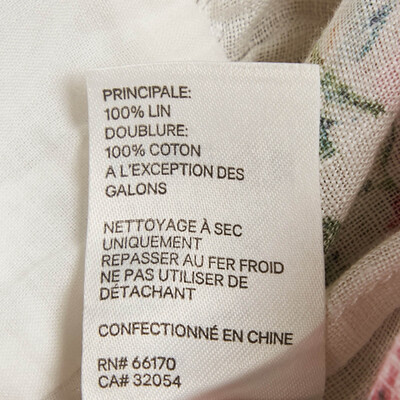 PRINCIPALE:
100% LIN
DOUBLURE:
100% COTON
A L'EXCEPTION DES
GALONS
NETTOYAGE À SEC
UNIQUEMENT
REPASSER AU FER FROID
NE PAS UTILISER DE
DÉTACHANT
CONFECTIONNÉ EN CHINE
RN# 66170
CA# 32054